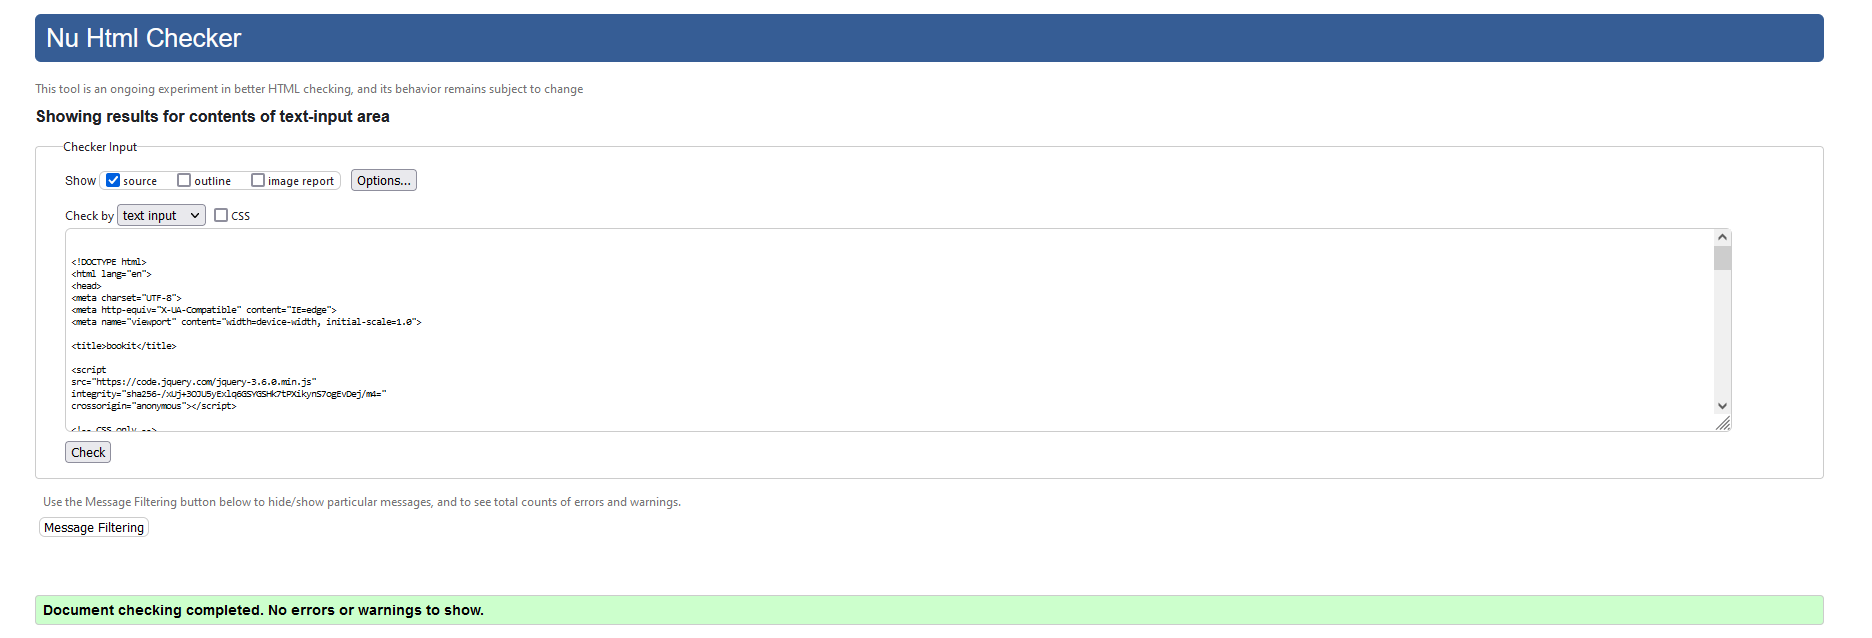 Nu Html Checker
This tool is an ongoing experiment in better HTML checking, and its behavior remains subject to change
Showing results for contents of text-input area
Checker Input
Show source outline image report Options...
Check by text input CSS
<!DOCTYPE html>
<html lang="en">
<head>
<meta charset="UTF-8">
<meta http-equiv="X-UA-Compatible" content="IE=edge">
<meta name="viewport" content="width=device-width, initial-scale=1.0">
<title>bookit</title>
<script
src="https://code.jquery.com/jquery-3.6.0.min.js"
integrity="sha256-/xUj+3OJU5yExlq6GSYGSHk7tPXikynS7ogEvDej/m4="
crossorigin="anonymous"></script>
<!-- CSS only -->
Check
Use the Message Filtering button below to hide/show particular messages, and to see total counts of errors and warnings.
Message Filtering
Document checking completed. No errors or warnings to show.